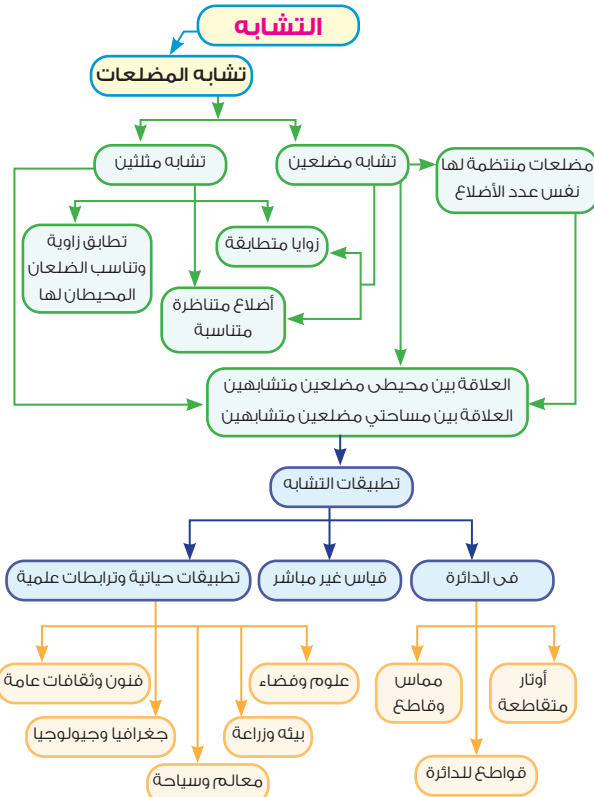 التشابه
تشابه المضلعات
مضلعات منتظمة لها
نفس عدد الأضلاع
تشابه مضلعين
تشابه مثلثين
زوايا متطابقة
تطابق زاوية
وتناسب الضلعان
المحيطان لها
أضلاع متناظرة
متناسبة
العلاقة بين محيطى مضلعين متشابهين
العلاقة بين مساحتي مضلعين متشابهين
تطبيقات التشابه
فى الدائرة
قياس غير مباشر
تطبيقات حياتية وترابطات علمية
أوتار
متقاطعة
مماس
وقاطع
قواطع للدائرة
علوم وفضاء
فنون وثقافات عامة
بيئه وزراعة
جغرافيا وجيولوجيا
معالم وسياحة